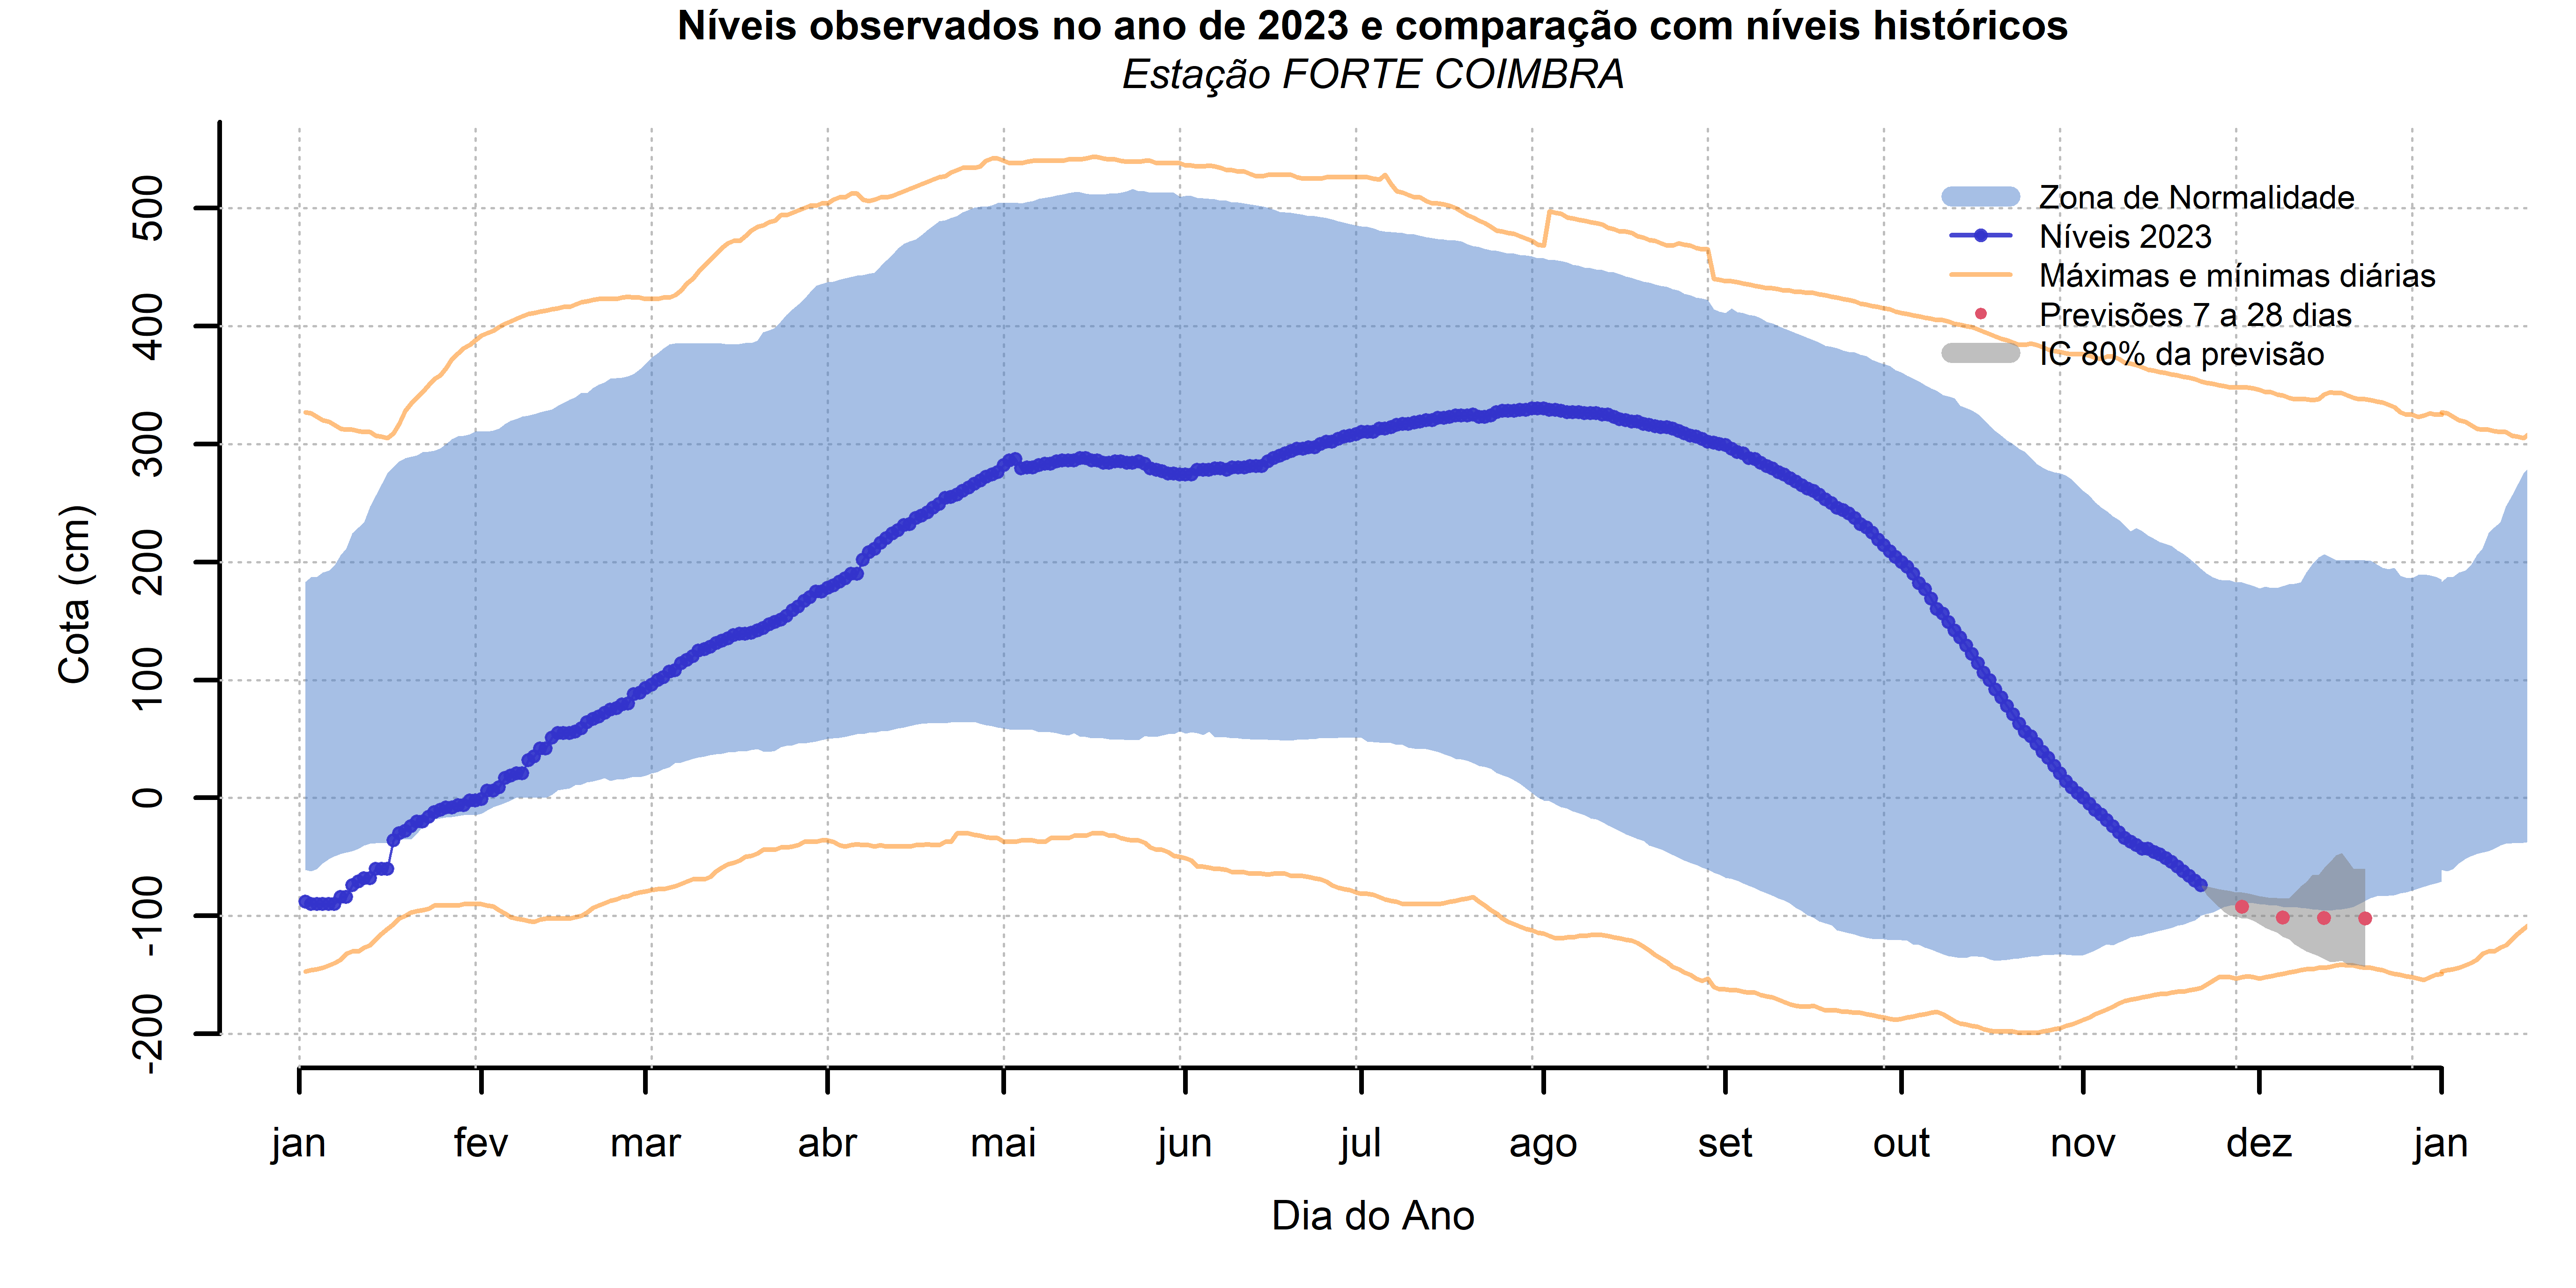 Níveis observados no ano de 2023 e comparação com níveis históricos
Estação FORTE COIMBRA
Zona de Normalidade
Níveis 2023
Máximas e mínimas diárias
Previsões 7 a 28 dias
IC 80% da previsão
Cota (cm)
500
400
300
200
100
0
-100
-200
jan fev mar abr mai jun jul ago set out nov dez jan
Dia do Ano